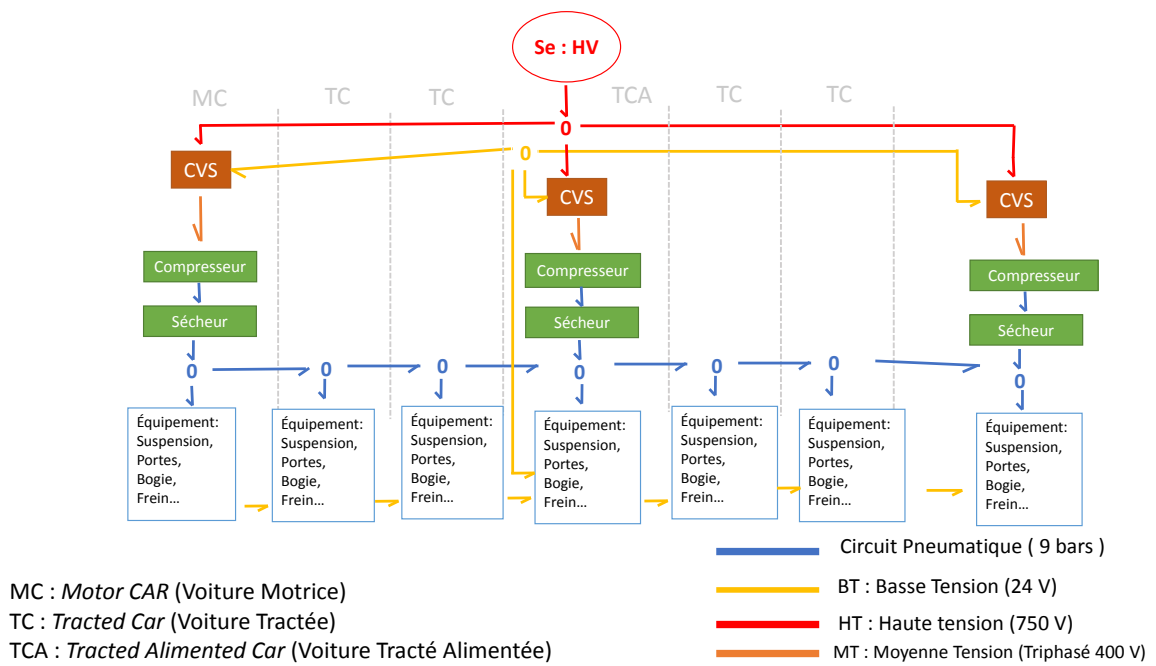 Se : HV
MC
TC
TC
TCA
TC
TC
0
0
CVS
CVS
CVS
Compresseur
Compresseur
Compresseur
Sécheur
Sécheur
Sécheur
0
0
0
0
0
0
0
Équipement:
Suspension,
Portes,
Bogie,
Frein...
Équipement:
Suspension,
Portes,
Bogie,
Frein...
Équipement:
Suspension,
Portes,
Bogie,
Frein...
Équipement:
Suspension,
Portes,
Bogie,
Frein...
Équipement:
Suspension,
Portes,
Bogie,
Frein...
Équipement:
Suspension,
Portes,
Bogie,
Frein...
Équipement:
Suspension,
Portes,
Bogie,
Frein...
MC : Motor CAR (Voiture Motrice)
TC : Tracted Car (Voiture Tractée)
TCA : Tracted Alimented Car (Voiture Tracté Alimentée)
Circuit Pneumatique ( 9 bars )
BT : Basse Tension (24 V)
HT : Haute tension (750 V)
MT : Moyenne Tension (Triphasé 400 V)